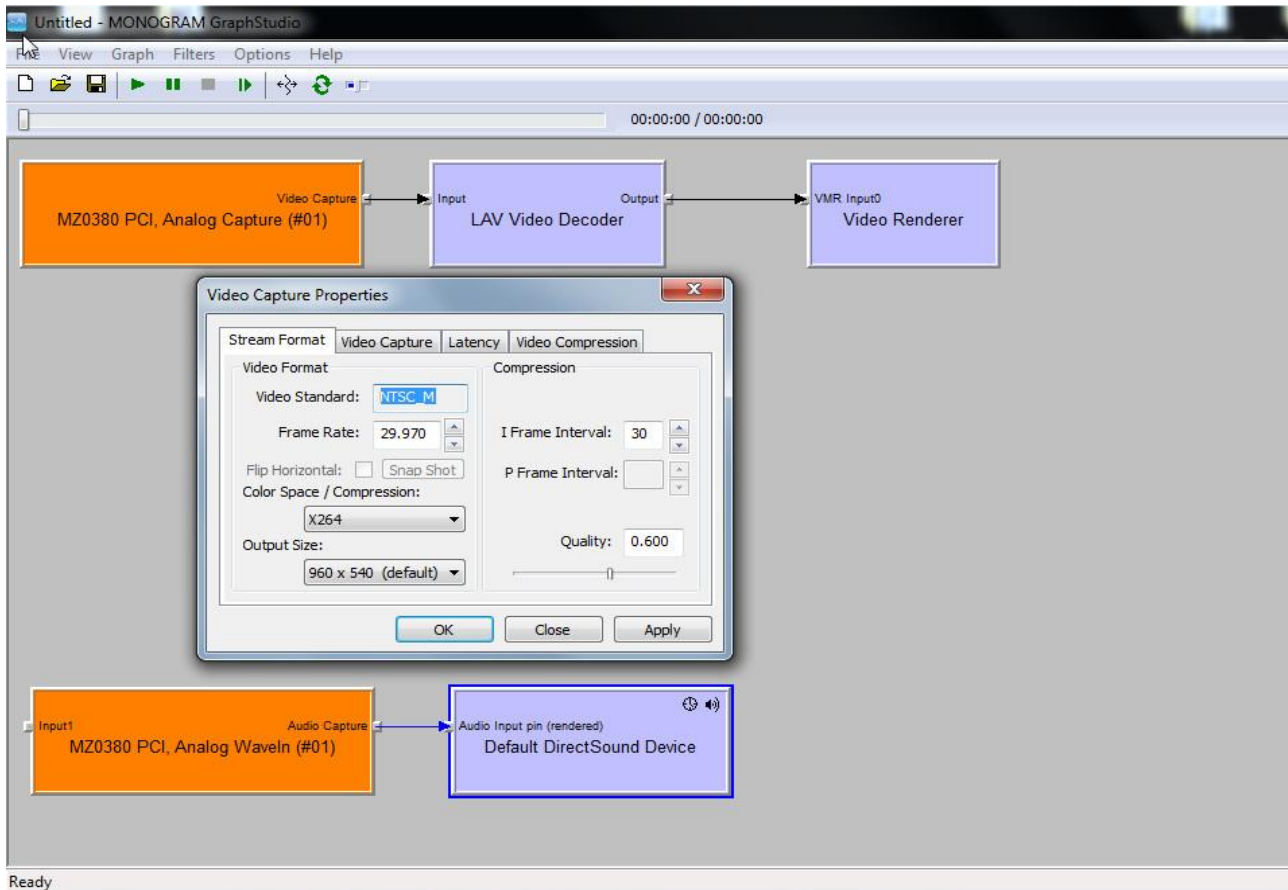 Untitled - MONOGRAM GraphStudio
File View Graph Filters Options Help
00:00:00 / 00:00:00
Video Capture
MZ0380 PCI, Analog Capture (#01)
Input Output
LAV Video Decoder
VMR Input0
Video Renderer
Video Capture Properties
Stream Format Video Capture Latency Video Compression
Video Format
Video Standard: NTSC_M
Frame Rate: 29.970
Flip Horizontal: Snap Shot
Color Space / Compression:
X264
Output Size:
960 x 540 (default)
Compression
I Frame Interval: 30
P Frame Interval:
Quality: 0.600
OK Close Apply
Input1 Audio Capture
MZ0380 PCI, Analog WaveIn (#01)
Audio Input pin (rendered)
Default DirectSound Device
Ready